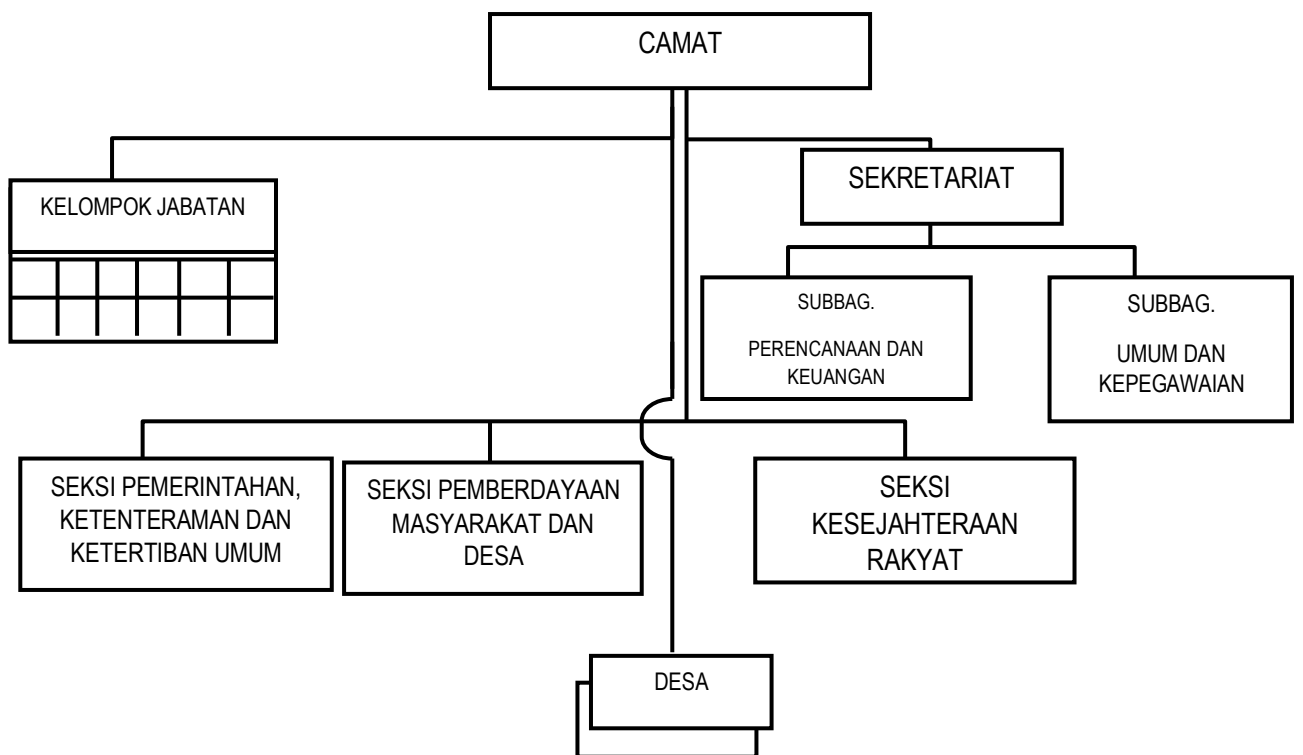 CAMAT
SEKRETARIAT
KELOMPOK JABATAN
SUBBAG.
PERENCANAAN DAN
KEUANGAN
SUBBAG.
UMUM DAN
KEPEGAWAIAN
SEKSI PEMERINTAHAN,
KETENTERAMAN DAN
KETERTIBAN UMUM
SEKSI PEMBERDAYAAN
MASYARAKAT DAN
DESA
SEKSI
KESEJAHTERAAN
RAKYAT
DESA